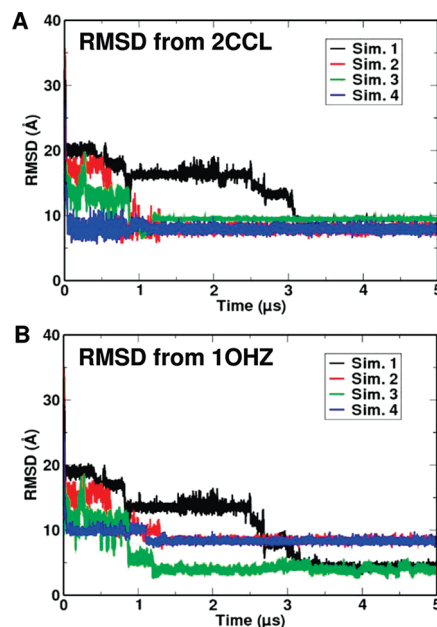 A
RMSD from 2CCL
Sim. 1
Sim. 2
Sim. 3
Sim. 4
40
30
20
10
0
RMSD (Å)
0 1 2 3 4 5
Time (µs)
B
RMSD from 1OHZ
Sim. 1
Sim. 2
Sim. 3
Sim. 4
40
30
20
10
0
RMSD (Å)
0 1 2 3 4 5
Time (µs)